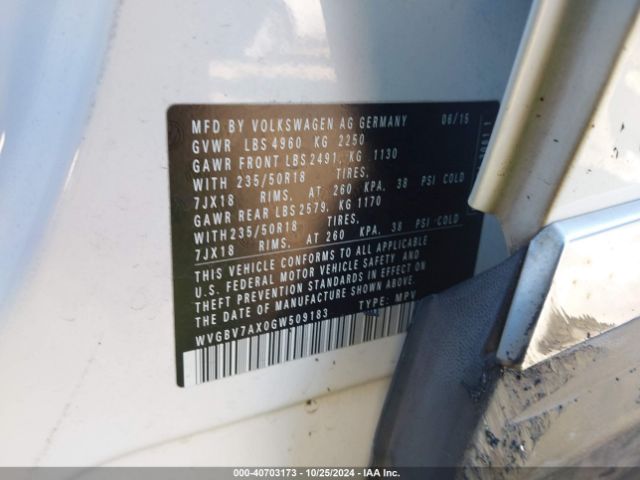 MFD BY VOLKSWAGEN AG GERMANY 06/15
GVWR LBS 4960 KG 2250
GAWR FRONT LBS 2491, KG 1130
WITH 235/50R18 TIRES,
7JX18 RIMS, AT 260 KPA, 38 PSI COLD
GAWR REAR LBS 2579, KG 1170
WITH 235/50R18 TIRES,
7JX18 RIMS, AT 260 KPA, 38 PSI COLD
THIS VEHICLE CONFORMS TO ALL APPLICABLE
U.S. FEDERAL MOTOR VEHICLE SAFETY AND
THEFT PREVENTION STANDARDS IN EFFECT ON
THE DATE OF MANUFACTURE SHOWN ABOVE.
WVGBV7AX0GW509183 TYPE: MPV
000-40703173 - 10/25/2024 - IAA Inc.